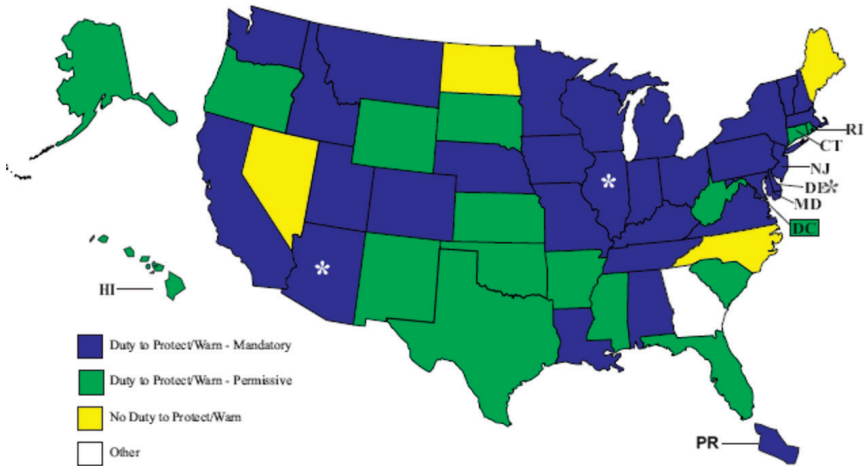 *
*
RI
CT
NJ
DE*
MD
DC
HI
PR
Duty to Protect/Warn - Mandatory
Duty to Protect/Warn - Permissive
No Duty to Protect/Warn
Other